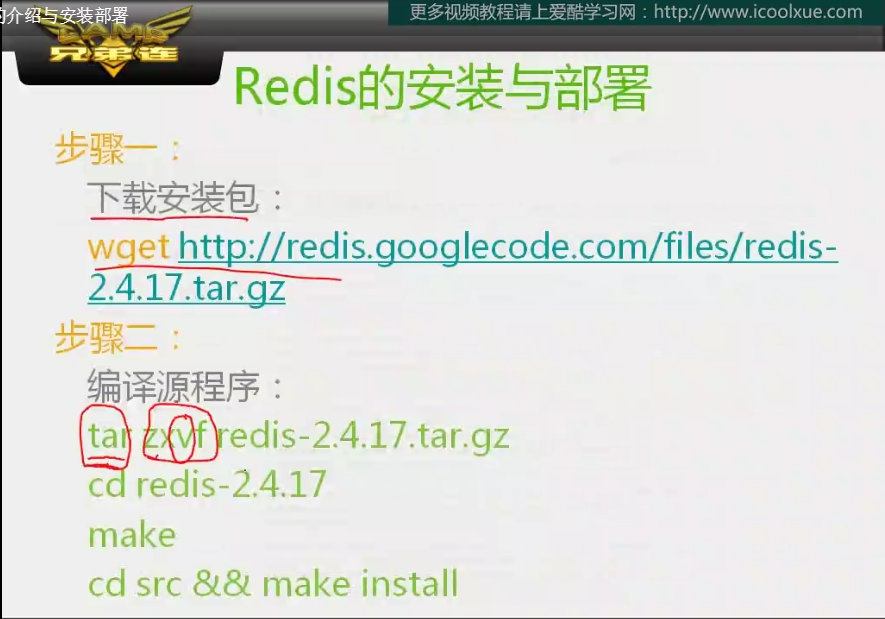 的介绍与安装部署
更多视频教程请上爱酷学习网：http://www.icoolxue.com
LAMP
兄弟连
Redis的安装与部署
步骤一：
下载安装包：
wget http://redis.googlecode.com/files/redis-
2.4.17.tar.gz
步骤二：
编译源程序：
tar zxvf redis-2.4.17.tar.gz
cd redis-2.4.17
make
cd src && make install